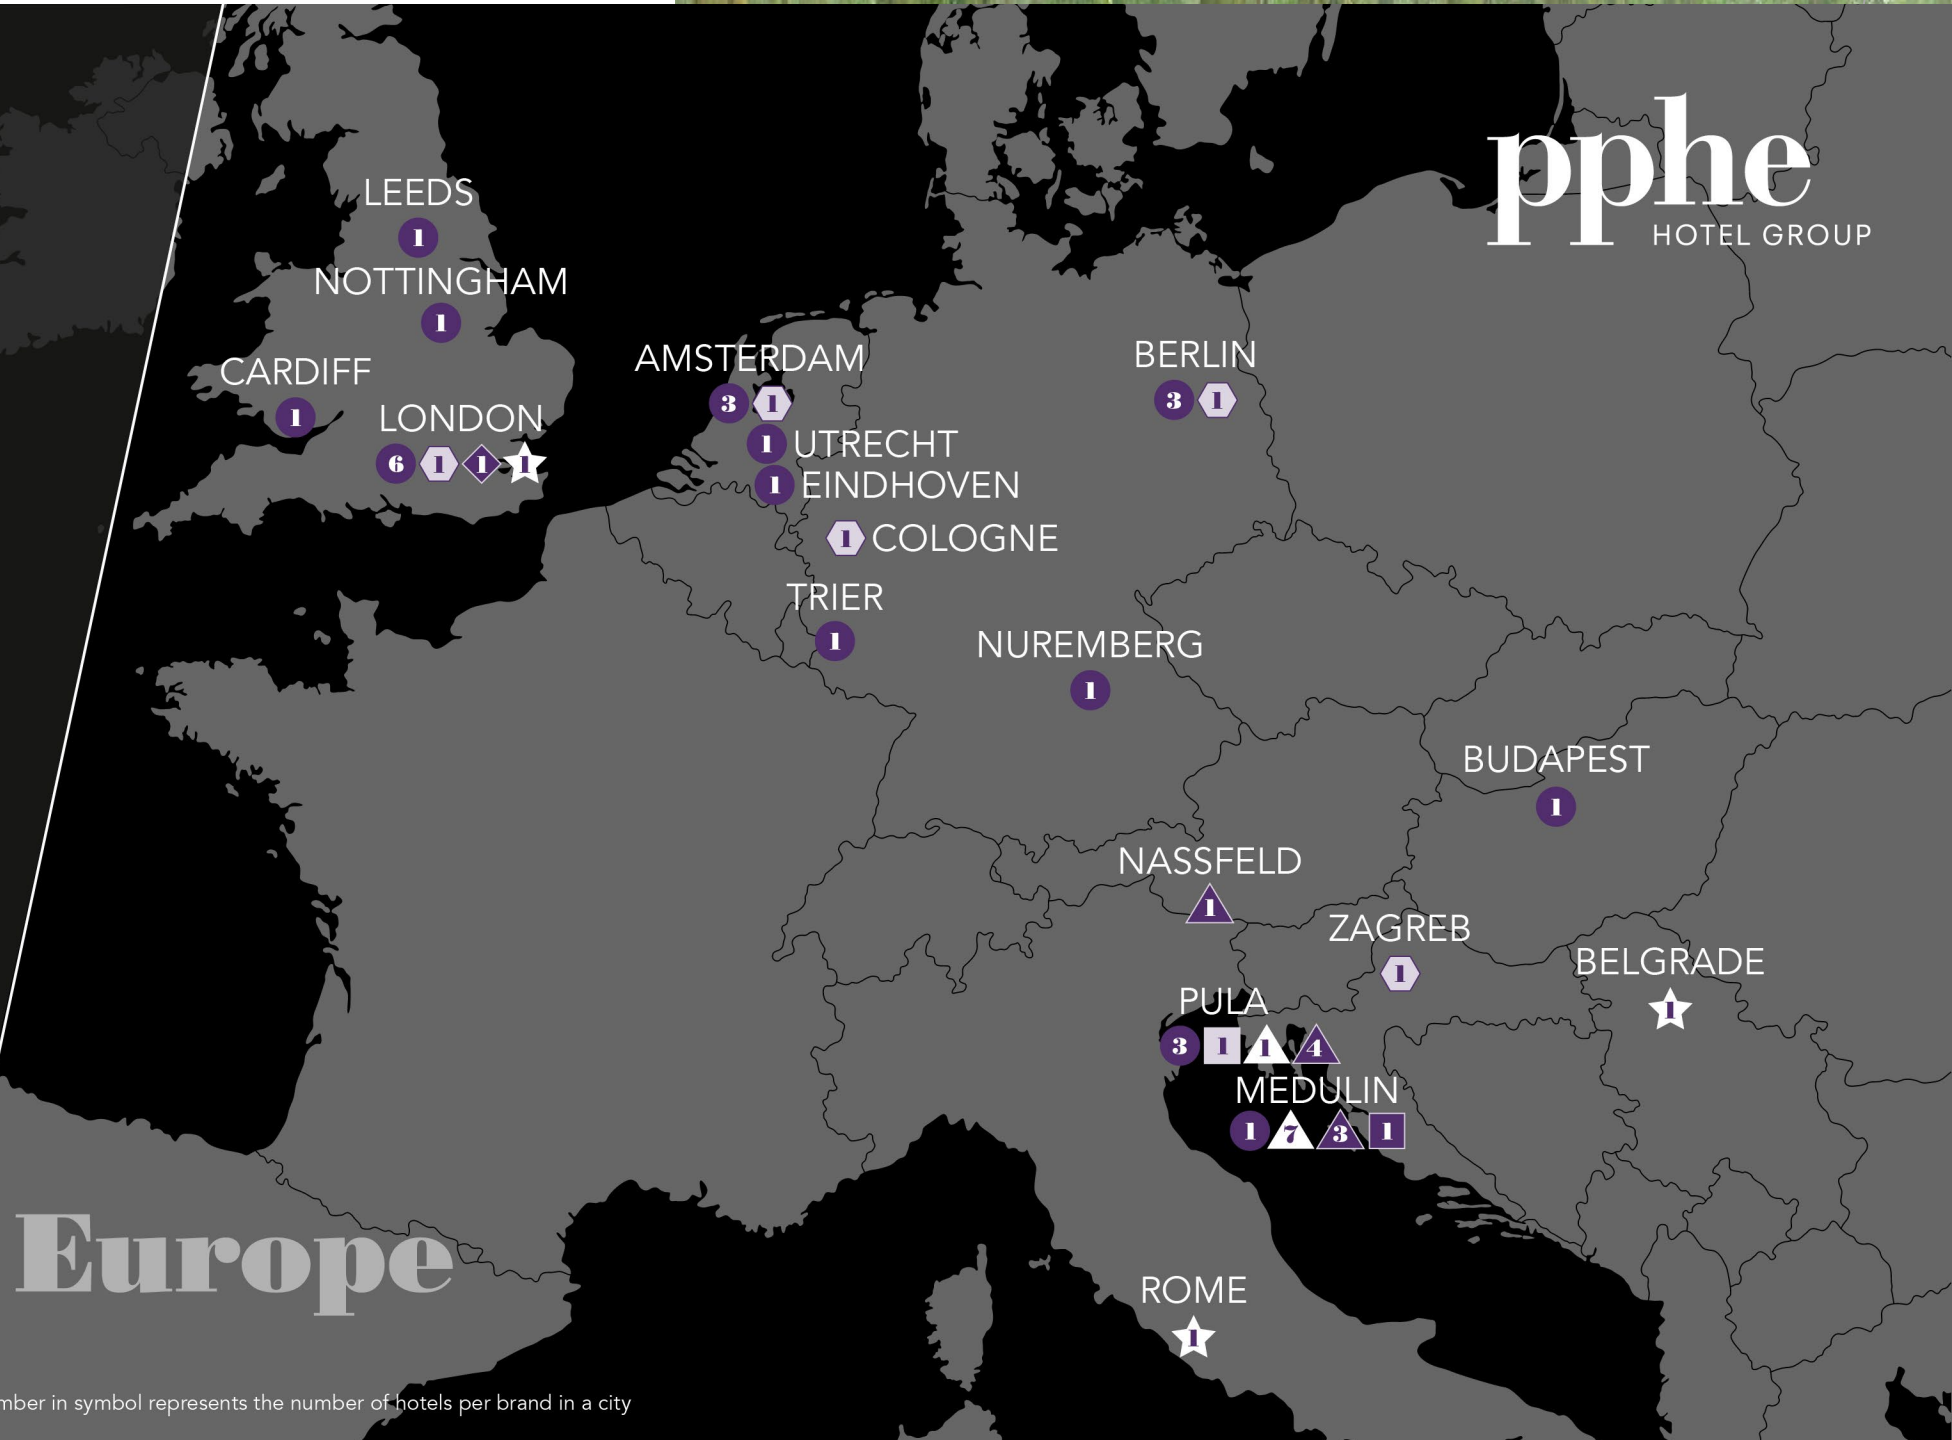 pphe
HOTEL GROUP
LEEDS
1
NOTTINGHAM
1
CARDIFF
1
LONDON
6 1 1 1
AMSTERDAM
3 1
1 UTRECHT
1 EINDHOVEN
BERLIN
3 1
1 COLOGNE
TRIER
1
NUREMBERG
1
BUDAPEST
1
NASSFELD
1
ZAGREB
1
BELGRADE
1
PULA
3 1 1 4
MEDULIN
1 7 3 1
ROME
1
Europe
mber in symbol represents the number of hotels per brand in a city